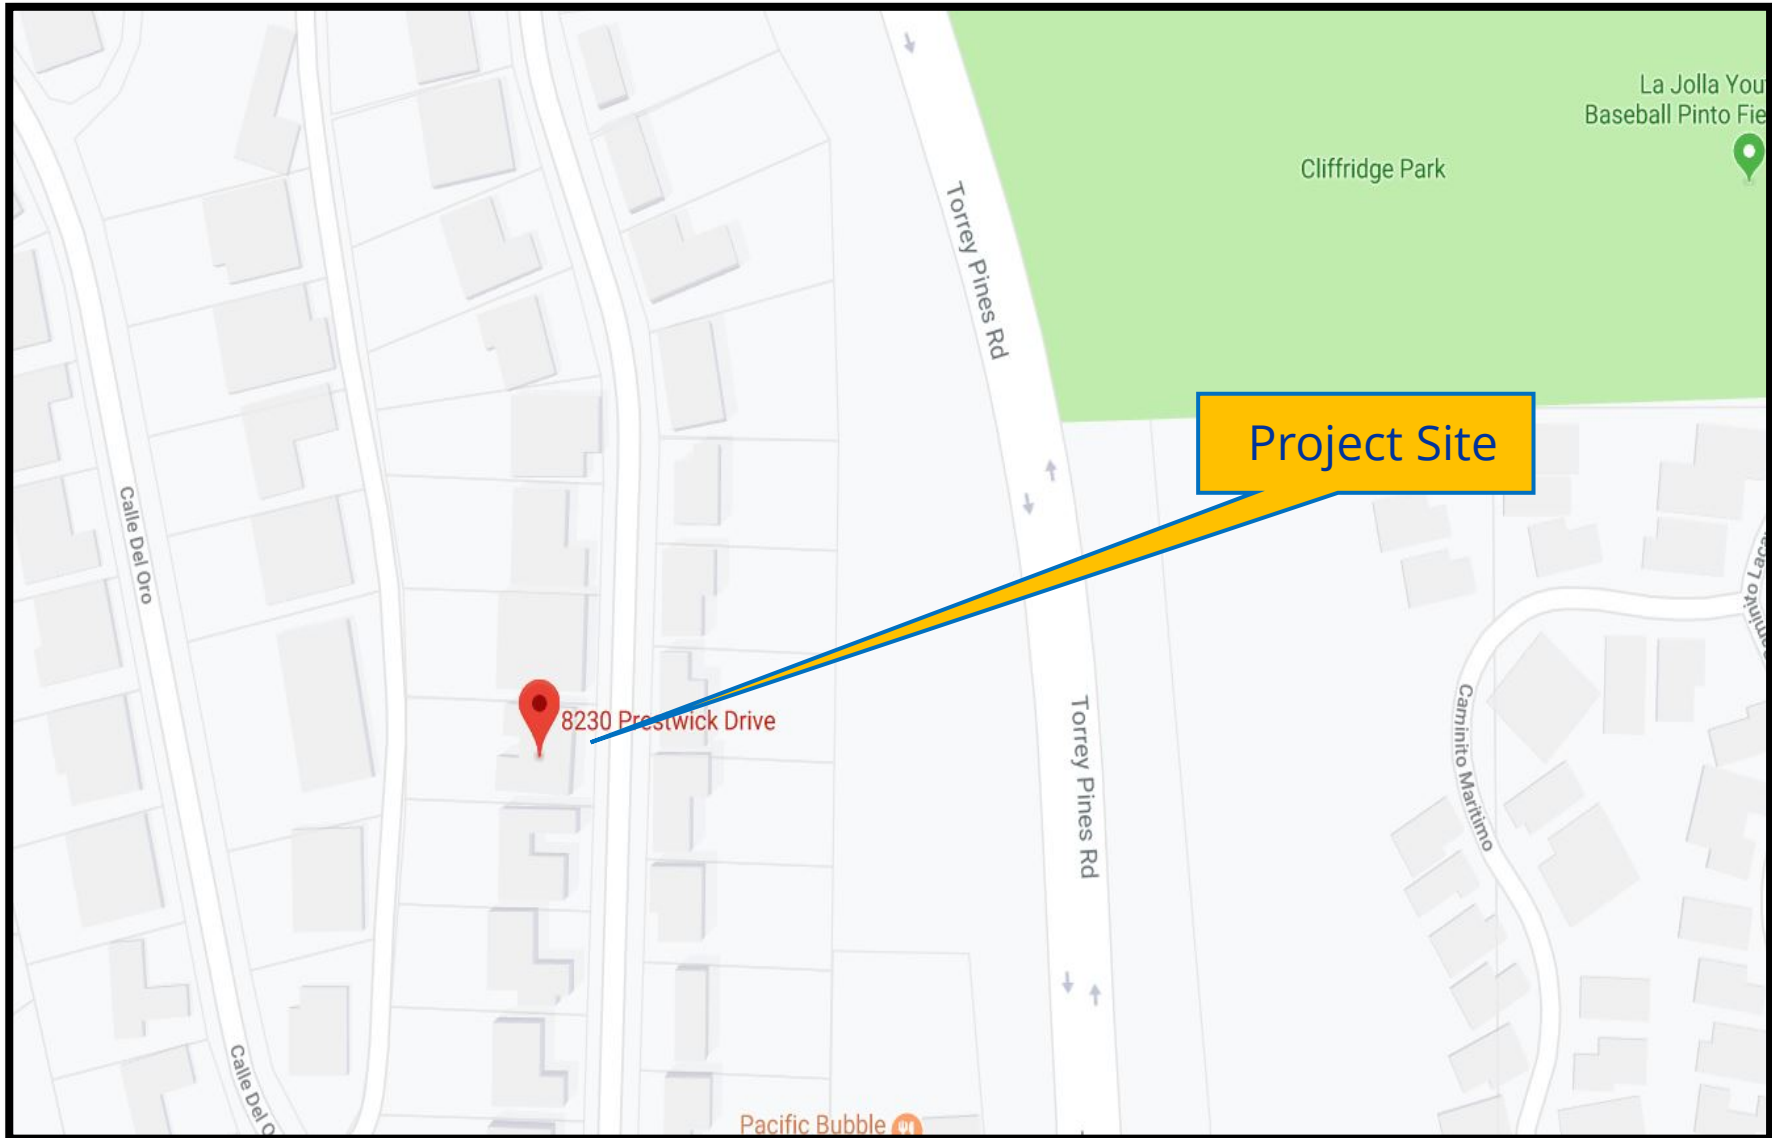 La Jolla You
Baseball Pinto Fie
Cliffridge Park
Torrey Pines Rd
Project Site
Calle Del Oro
8230 Prestwick Drive
Torrey Pines Rd
Caminito Maritimo
Calle Del O
Pacific Bubble